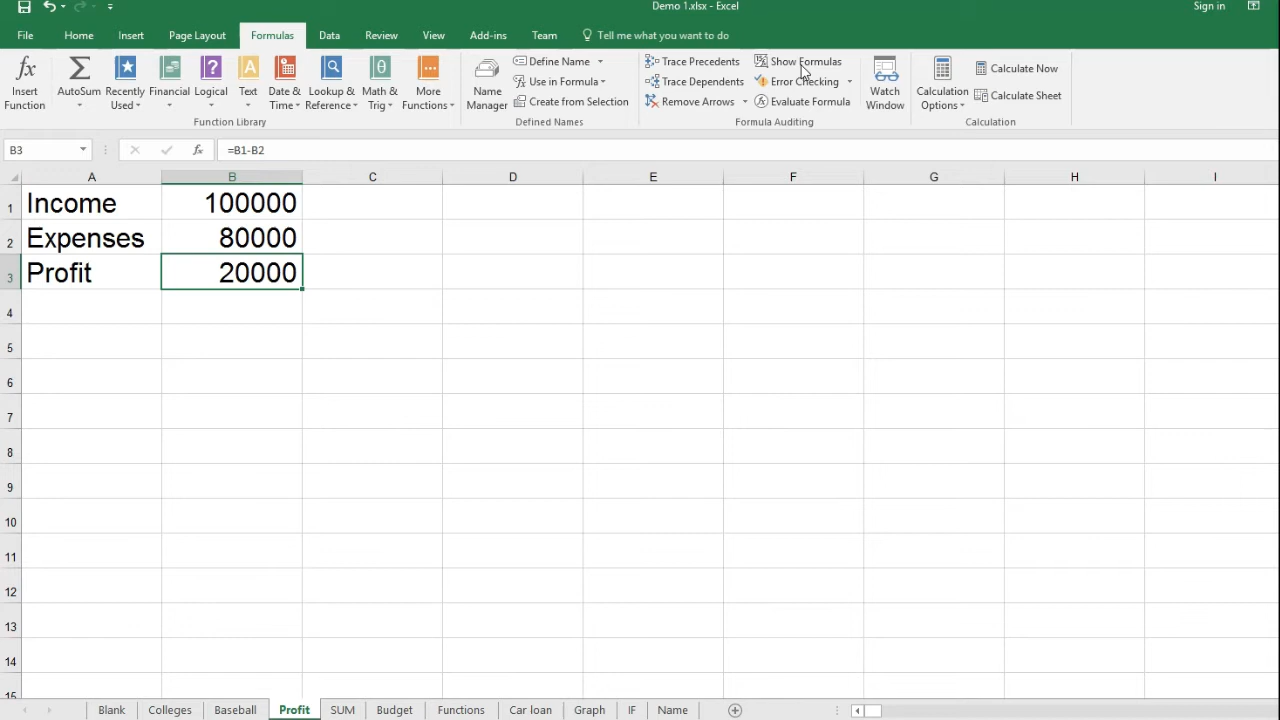 Demo 1.xlsx - Excel
Sign in
File Home Insert Page Layout Formulas Data Review View Add-ins Team Tell me what you want to do
Insert Function
AutoSum
Recently Used
Financial
Logical
Text
Date & Time
Lookup & Reference
Math & Trig
More Functions
Function Library
Name Manager
Define Name
Use in Formula
Create from Selection
Defined Names
Trace Precedents
Trace Dependents
Remove Arrows
Show Formulas
Error Checking
Evaluate Formula
Formula Auditing
Watch Window
Calculation Options
Calculate Now
Calculate Sheet
Calculation
B3 fx =B1-B2
A B C D E F G H I
1 Income 100000
2 Expenses 80000
3 Profit 20000
4
5
6
7
8
9
10
11
12
13
14
15
Blank Colleges Baseball Profit SUM Budget Functions Car loan Graph IF Name